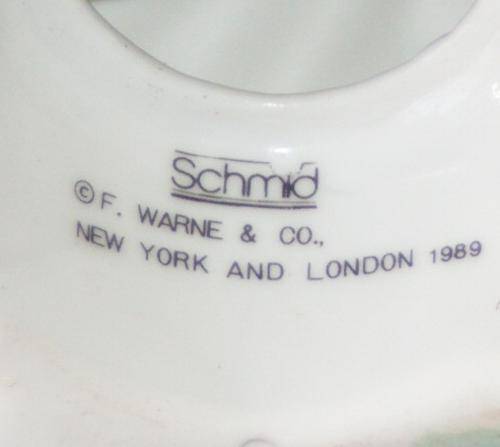 Schmid
©F. WARNE & CO.,
NEW YORK AND LONDON 1989